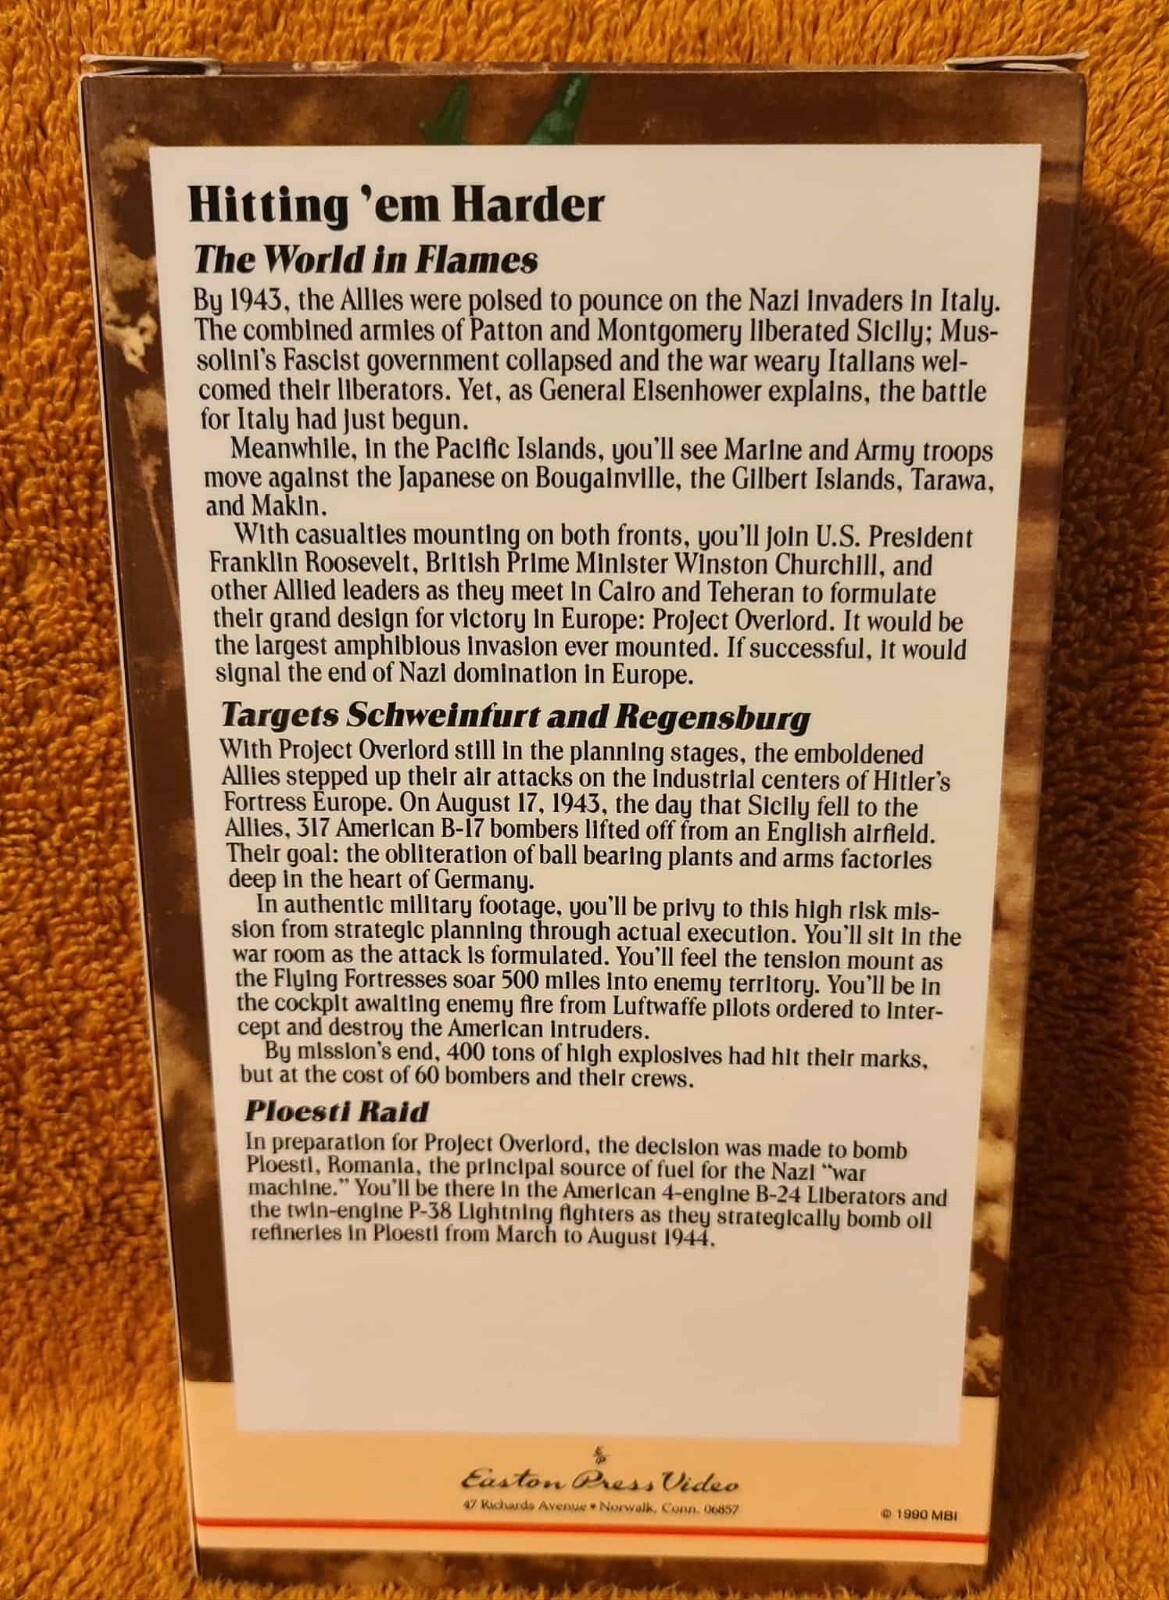 Hitting 'em Harder
The World in Flames
By 1943, the Allies were poised to pounce on the Nazi invaders in Italy.
The combined armies of Patton and Montgomery liberated Sicily; Mus-
solini's Fascist government collapsed and the war weary Italians wel-
comed their liberators. Yet, as General Eisenhower explains, the battle
for Italy had just begun.
Meanwhile, in the Pacific Islands, you'll see Marine and Army troops
move against the Japanese on Bougainville, the Gilbert Islands, Tarawa,
and Makin.
With casualties mounting on both fronts, you'll join U.S. President
Franklin Roosevelt, British Prime Minister Winston Churchill, and
other Allied leaders as they meet in Cairo and Teheran to formulate
their grand design for victory in Europe: Project Overlord. It would be
the largest amphibious invasion ever mounted. If successful, it would
signal the end of Nazi domination in Europe.
Targets Schweinfurt and Regensburg
With Project Overlord still in the planning stages, the emboldened
Allies stepped up their air attacks on the industrial centers of Hitler's
Fortress Europe. On August 17, 1943, the day that Sicily fell to the
Allies, 317 American B-17 bombers lifted off from an English airfield.
Their goal: the obliteration of ball bearing plants and arms factories
deep in the heart of Germany.
In authentic military footage, you'll be privy to this high risk mis-
sion from strategic planning through actual execution. You'll sit in the
war room as the attack is formulated. You'll feel the tension mount as
the Flying Fortresses soar 500 miles into enemy territory. You'll be in
the cockpit awaiting enemy fire from Luftwaffe pilots ordered to inter-
cept and destroy the American intruders.
By mission's end, 400 tons of high explosives had hit their marks,
but at the cost of 60 bombers and their crews.
Ploesti Raid
In preparation for Project Overlord, the decision was made to bomb
Ploesti, Romania, the principal source of fuel for the Nazi "war
machine." You'll be there in the American 4-engine B-24 Liberators and
the twin-engine P-38 Lightning fighters as they strategically bomb oil
refineries in Ploesti from March to August 1944.
Easton Press Video
47 Richards Avenue • Norwalk, Conn. 06857
© 1990 MBI